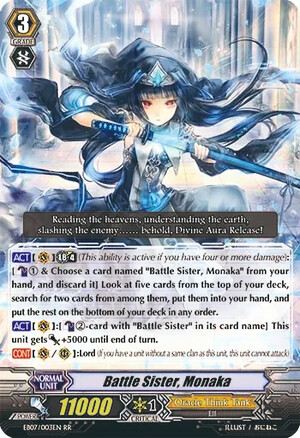 3
GRADE
Reading the heavens, understanding the earth,
slashing the enemy…… behold, Divine Aura Release!
ACT [ ]: LB 4 (This ability is active if you have four or more damage):
[ ① & Choose a card named "Battle Sister, Monaka" from your
hand, and discard it] Look at five cards from the top of your deck,
search for two cards from among them, put them into your hand, and
put the rest on the bottom of your deck in any order.
ACT [ ]:[ ②-card with "Battle Sister" in its card name] This
unit gets +5000 until end of turn.
CONT [ ]:Lord (If you have a unit without a same clan as this unit, this unit cannot attack)
NORMAL
UNIT
Battle Sister, Monaka
POWER
11000
1
CRITICAL
Oracle Think Tank
Elf
EB07/003EN RR
ILLUST /